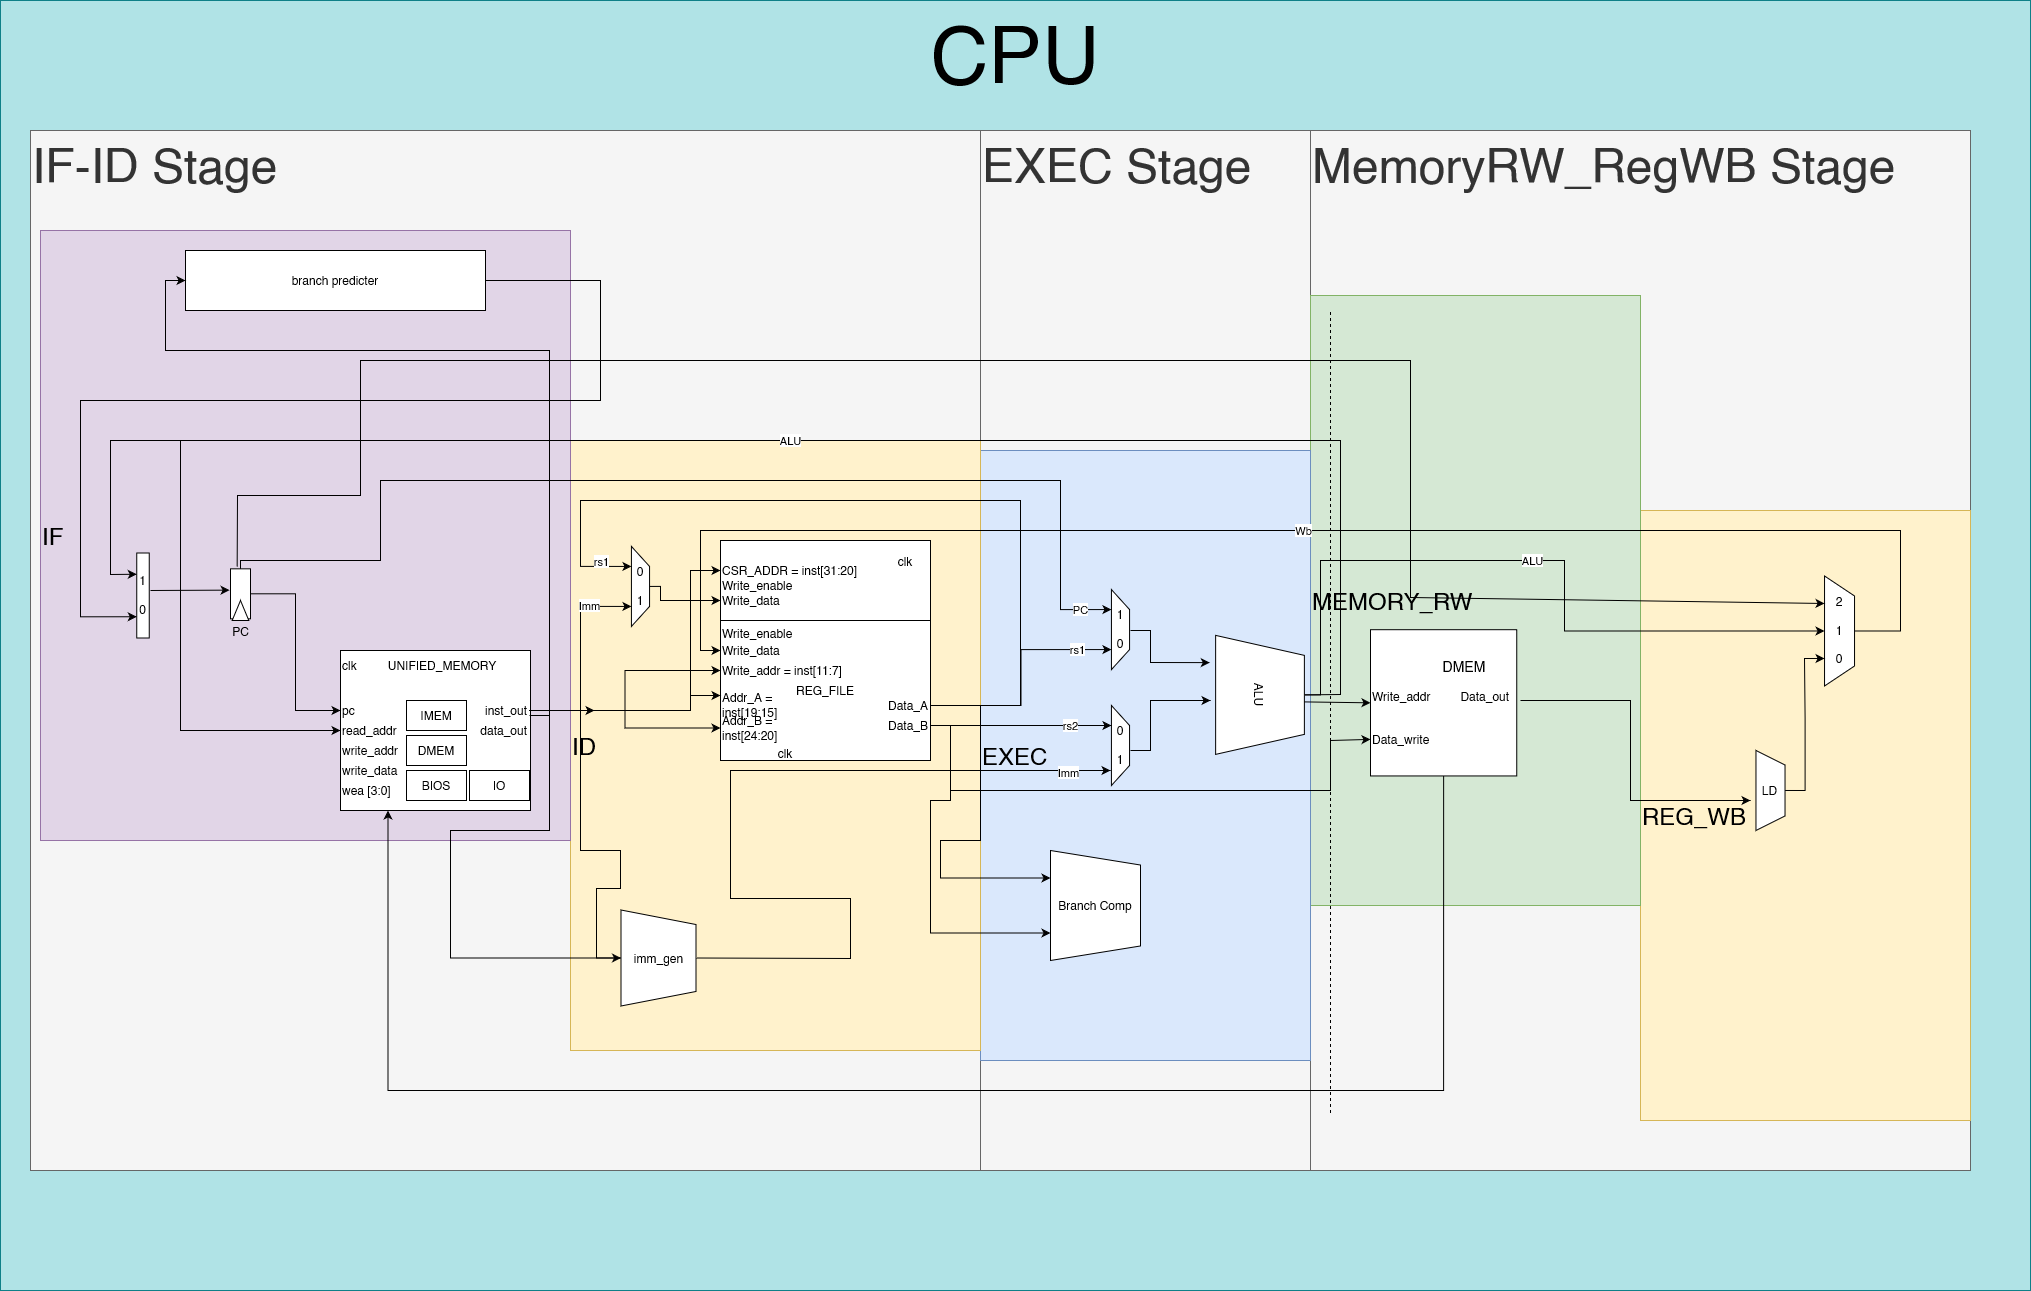 CPU
IF-ID Stage
EXEC Stage
MemoryRW_RegWB Stage
branch predicter
ALU
IF
1
0
PC
clk
UNIFIED_MEMORY
pc
IMEM
inst_out
read_addr
data_out
write_addr
DMEM
write_data
BIOS
IO
wea [3:0]
ID
rs1
0
Imm
1
clk
CSR_ADDR = inst[31:20]
Write_enable
Write_data
Write_enable
Write_data
Write_addr = inst[11:7]
REG_FILE
Addr_A =
inst[19:15]
Addr_B =
inst[24:20]
Data_A
Data_B
clk
imm_gen
EXEC
PC
1
rs1
0
rs2
0
Imm
1
ALU
Branch Comp
Wb
ALU
MEMORY_RW
DMEM
Write_addr
Data_out
Data_write
REG_WB
LD
2
1
0